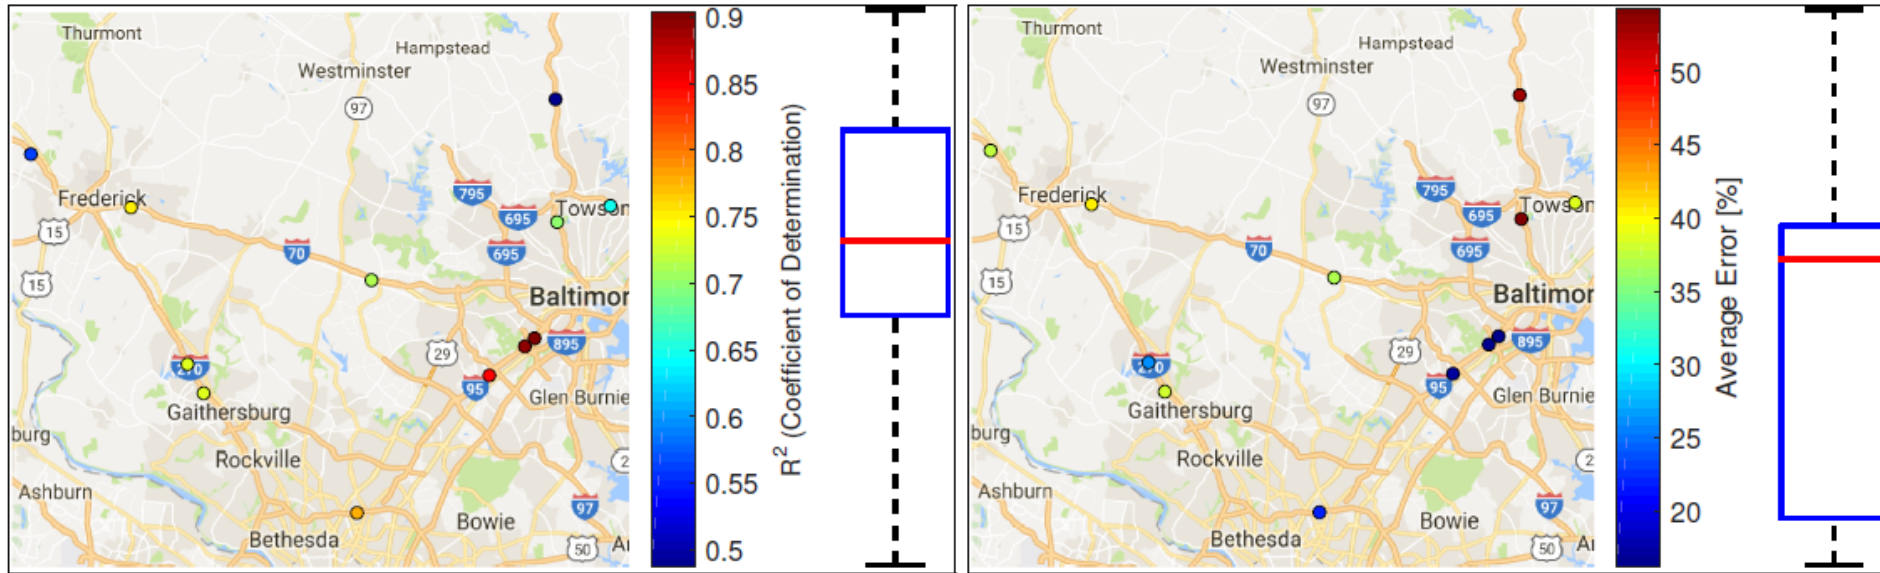 Thurmont
Hampstead
Westminster
97
795
Frederick
695
Towson
15
70
695
15
Baltimor
895
29
270
95
Gaithersburg
Glen Burnie
burg
Rockville
2
Ashburn
97
Bowie
Bethesda
50
A
0.9
0.85
0.8
0.75
0.7
0.65
0.6
0.55
0.5
R² (Coefficient of Determination)
Thurmont
Hampstead
Westminster
97
795
Frederick
695
Towson
15
70
695
15
Baltimor
895
29
270
95
Gaithersburg
Glen Burnie
burg
Rockville
2
Ashburn
97
Bowie
Bethesda
50
A
50
45
40
35
30
25
20
Average Error [%]